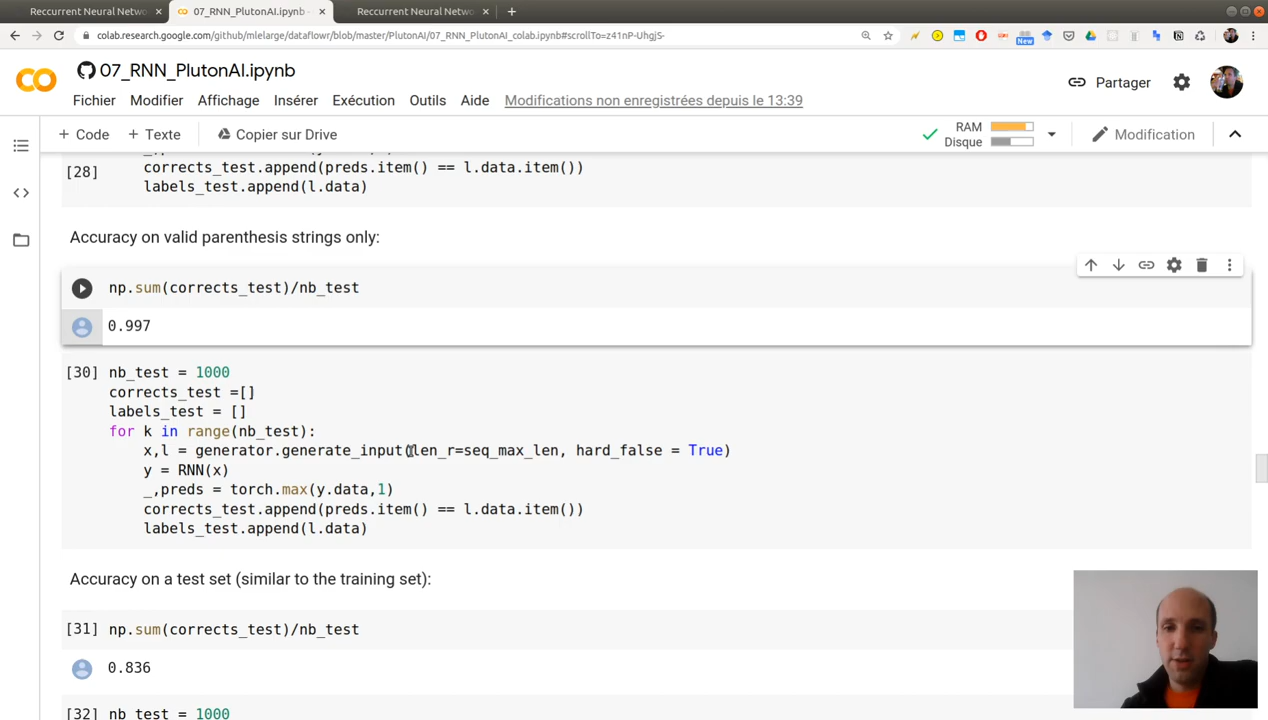 Reccurrent Neural Netwo
07_RNN_PlutonAI.ipynb -
Reccurrent Neural Netwo
colab.research.google.com/github/mlelarge/dataflowr/blob/master/PlutonAI/07_RNN_PlutonAI_colab.ipynb#scrollTo=z41nP-UhgjS-
New
07_RNN_PlutonAI.ipynb
Partager
Fichier Modifier Affichage Insérer Exécution Outils Aide Modifications non enregistrées depuis le 13:39
+ Code + Texte Copier sur Drive
RAM
Disque
Modification
[28]
corrects_test.append(preds.item() == l.data.item())
labels_test.append(l.data)
Accuracy on valid parenthesis strings only:
np.sum(corrects_test)/nb_test
0.997
[30] nb_test = 1000
corrects_test =[]
labels_test = []
for k in range(nb_test):
x,l = generator.generate_input(len_r=seq_max_len, hard_false = True)
y = RNN(x)
_,preds = torch.max(y.data,1)
corrects_test.append(preds.item() == l.data.item())
labels_test.append(l.data)
Accuracy on a test set (similar to the training set):
[31] np.sum(corrects_test)/nb_test
0.836
[32] nb_test = 1000